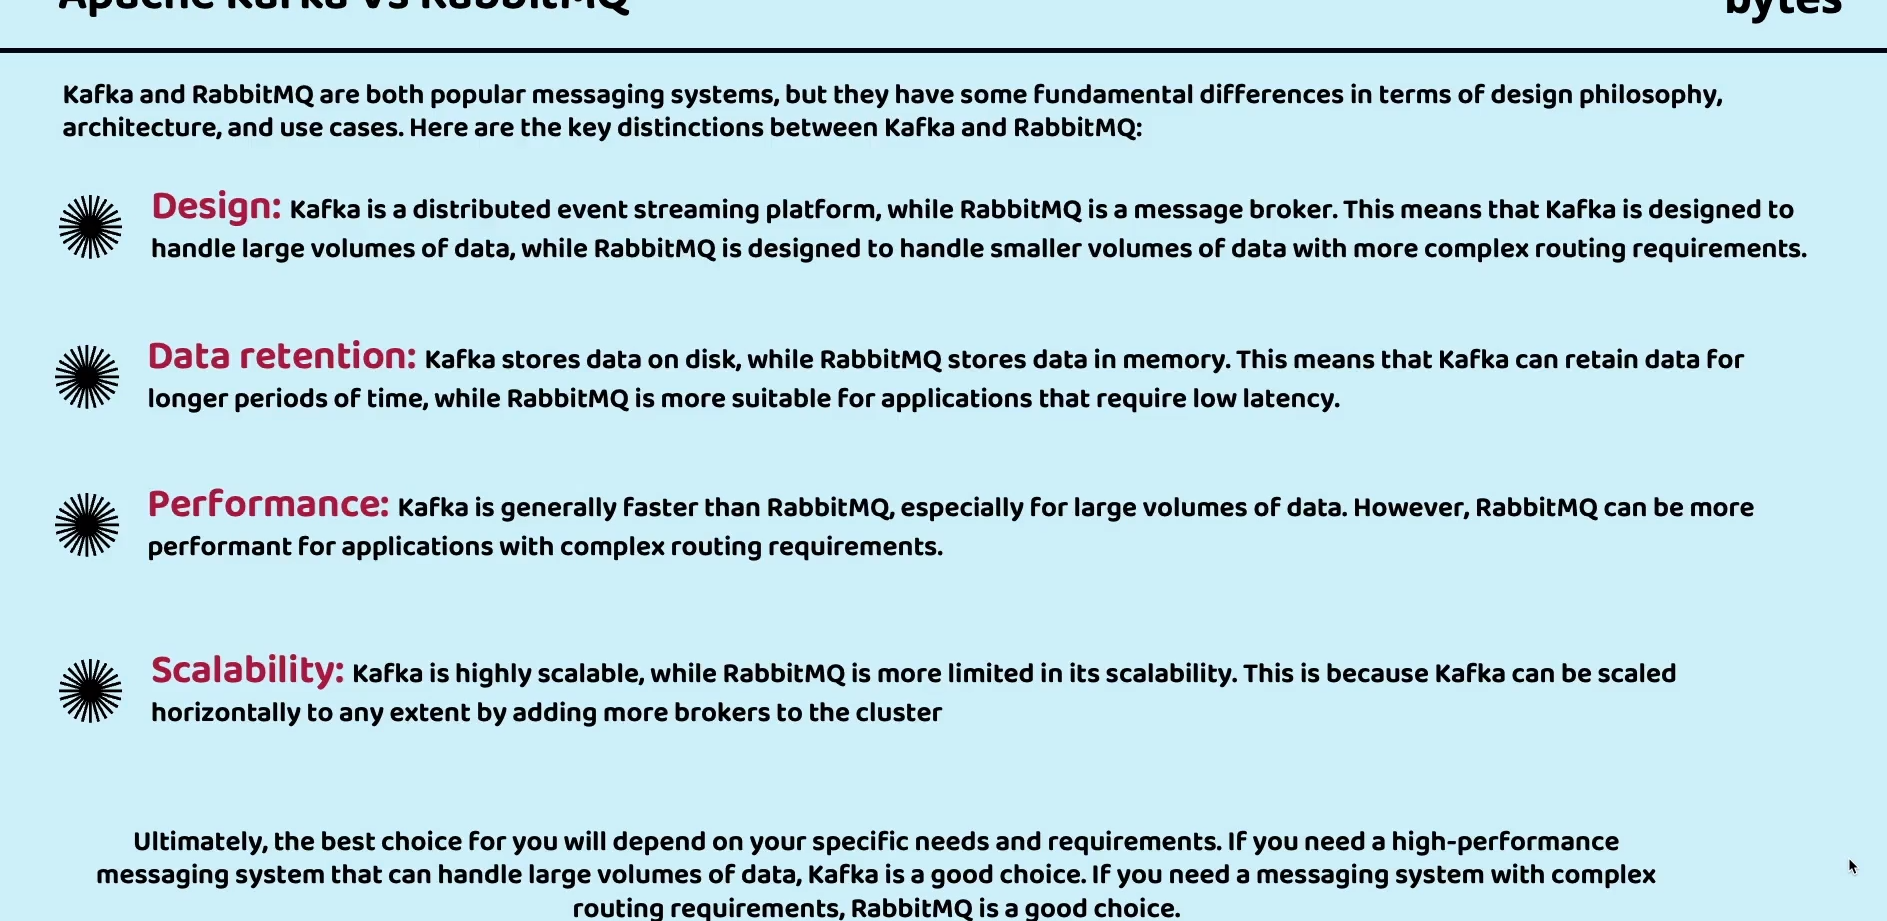 Apache Kafka Vs RabbitMQ
bytes
Kafka and RabbitMQ are both popular messaging systems, but they have some fundamental differences in terms of design philosophy,
architecture, and use cases. Here are the key distinctions between Kafka and RabbitMQ:
Design: Kafka is a distributed event streaming platform, while RabbitMQ is a message broker. This means that Kafka is designed to
handle large volumes of data, while RabbitMQ is designed to handle smaller volumes of data with more complex routing requirements.
Data retention: Kafka stores data on disk, while RabbitMQ stores data in memory. This means that Kafka can retain data for
longer periods of time, while RabbitMQ is more suitable for applications that require low latency.
Performance: Kafka is generally faster than RabbitMQ, especially for large volumes of data. However, RabbitMQ can be more
performant for applications with complex routing requirements.
Scalability: Kafka is highly scalable, while RabbitMQ is more limited in its scalability. This is because Kafka can be scaled
horizontally to any extent by adding more brokers to the cluster
Ultimately, the best choice for you will depend on your specific needs and requirements. If you need a high-performance
messaging system that can handle large volumes of data, Kafka is a good choice. If you need a messaging system with complex
routing requirements, RabbitMQ is a good choice.